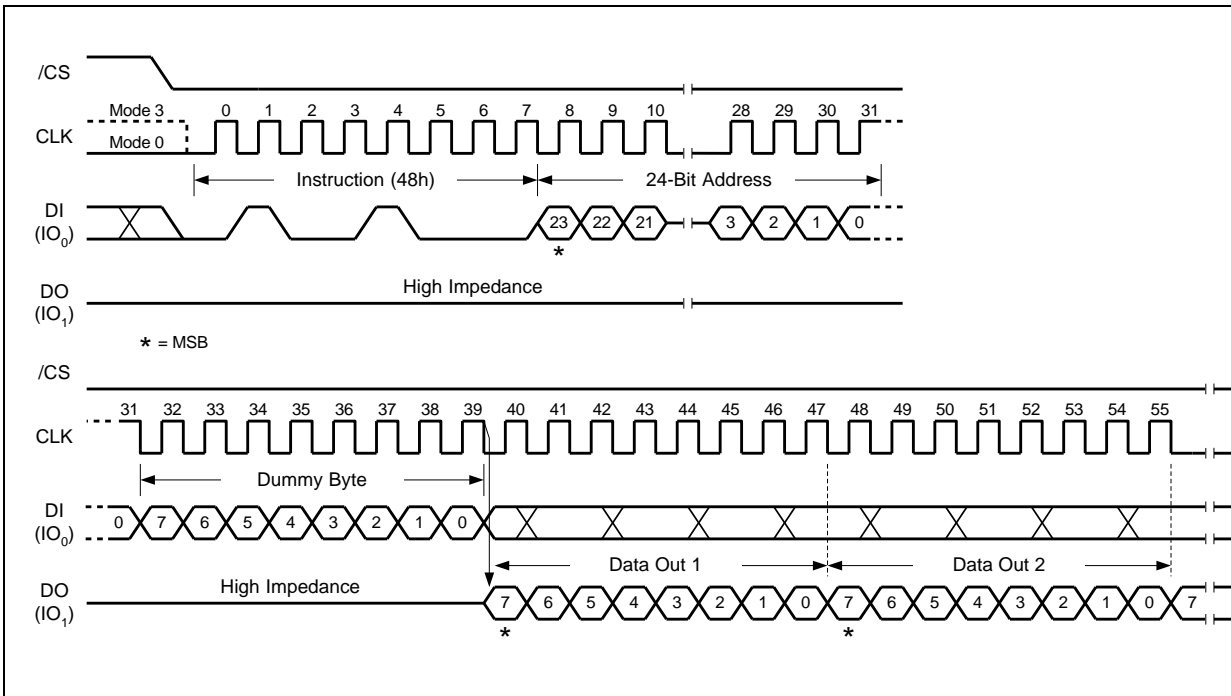 /CS
Mode 3 0 1 2 3 4 5 6 7 8 9 10 28 29 30 31
CLK
Mode 0
Instruction (48h) 24-Bit Address
DI
(IO0)
23 22 21 3 2 1 0
*
High Impedance
DO
(IO1)
* = MSB
/CS
31 32 33 34 35 36 37 38 39 40 41 42 43 44 45 46 47 48 49 50 51 52 53 54 55
CLK
Dummy Byte
DI
(IO0)
0 7 6 5 4 3 2 1 0
Data Out 1 Data Out 2
High Impedance
DO
(IO1)
7 6 5 4 3 2 1 0 7 6 5 4 3 2 1 0 7
* *